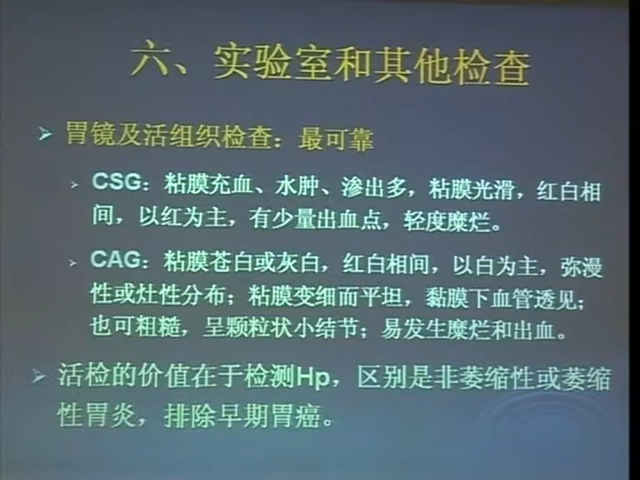 六、实验室和其他检查
胃镜及活组织检查：最可靠
CSG：粘膜充血、水肿、渗出多，粘膜光滑，红白相
间，以红为主，有少量出血点，轻度糜烂。
CAG：粘膜苍白或灰白，红白相间，以白为主，弥漫
性或灶性分布；粘膜变细而平坦，黏膜下血管透见；
也可粗糙，呈颗粒状小结节；易发生糜烂和出血。
活检的价值在于检测Hp，区别是非萎缩性或萎缩
性胃炎，排除早期胃癌。